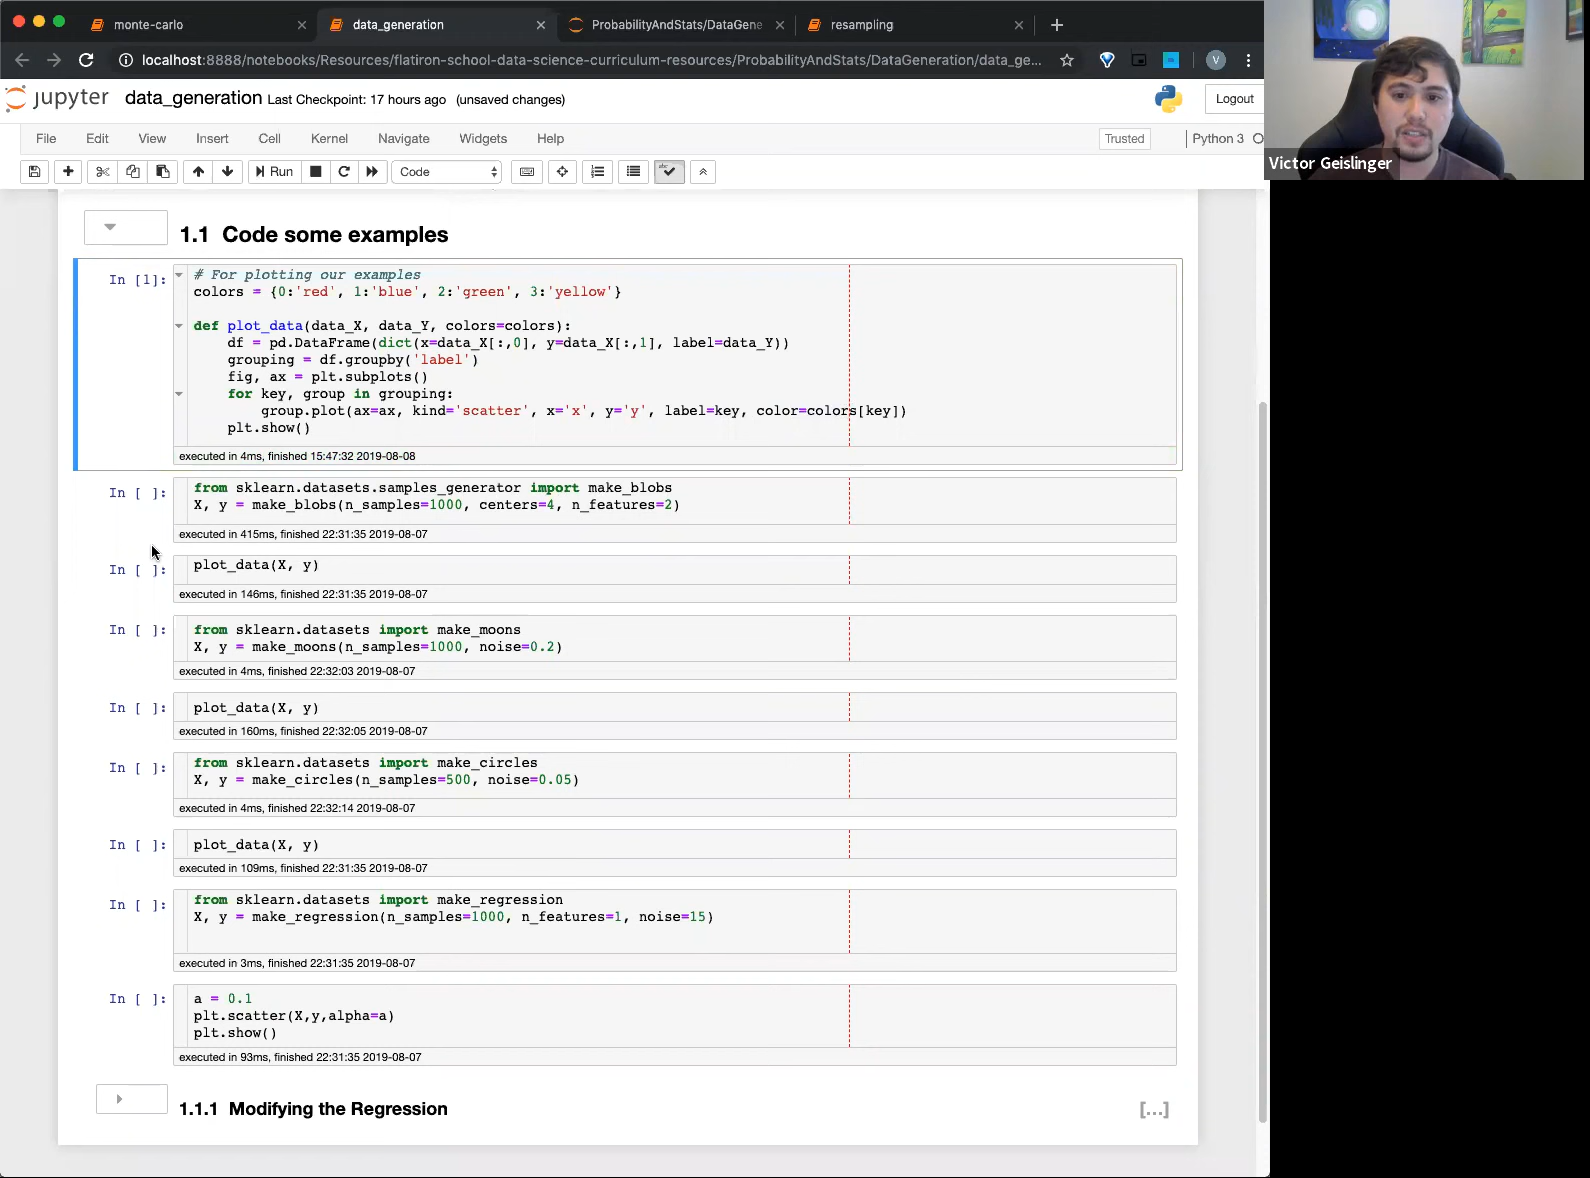 monte-carlo
data_generation
ProbabilityAndStats/DataGene
resampling
localhost:8888/notebooks/Resources/flatiron-school-data-science-curriculum-resources/ProbabilityAndStats/DataGeneration/data_ge...
V
jupyter data_generation Last Checkpoint: 17 hours ago (unsaved changes)
Logout
File Edit View Insert Cell Kernel Navigate Widgets Help
Trusted
Python 3
Run
Code
Victor Geislinger
1.1 Code some examples
In [1]:
# For plotting our examples
colors = {0:'red', 1:'blue', 2:'green', 3:'yellow'}
def plot_data(data_X, data_Y, colors=colors):
df = pd.DataFrame(dict(x=data_X[:,0], y=data_X[:,1], label=data_Y))
grouping = df.groupby('label')
fig, ax = plt.subplots()
for key, group in grouping:
group.plot(ax=ax, kind='scatter', x='x', y='y', label=key, color=colors[key])
plt.show()
executed in 4ms, finished 15:47:32 2019-08-08
In [ ]:
from sklearn.datasets.samples_generator import make_blobs
X, y = make_blobs(n_samples=1000, centers=4, n_features=2)
executed in 415ms, finished 22:31:35 2019-08-07
In [ ]:
plot_data(X, y)
executed in 146ms, finished 22:31:35 2019-08-07
In [ ]:
from sklearn.datasets import make_moons
X, y = make_moons(n_samples=1000, noise=0.2)
executed in 4ms, finished 22:32:03 2019-08-07
In [ ]:
plot_data(X, y)
executed in 160ms, finished 22:32:05 2019-08-07
In [ ]:
from sklearn.datasets import make_circles
X, y = make_circles(n_samples=500, noise=0.05)
executed in 4ms, finished 22:32:14 2019-08-07
In [ ]:
plot_data(X, y)
executed in 109ms, finished 22:31:35 2019-08-07
In [ ]:
from sklearn.datasets import make_regression
X, y = make_regression(n_samples=1000, n_features=1, noise=15)
executed in 3ms, finished 22:31:35 2019-08-07
In [ ]:
a = 0.1
plt.scatter(X,y,alpha=a)
plt.show()
executed in 93ms, finished 22:31:35 2019-08-07
1.1.1 Modifying the Regression
[...]